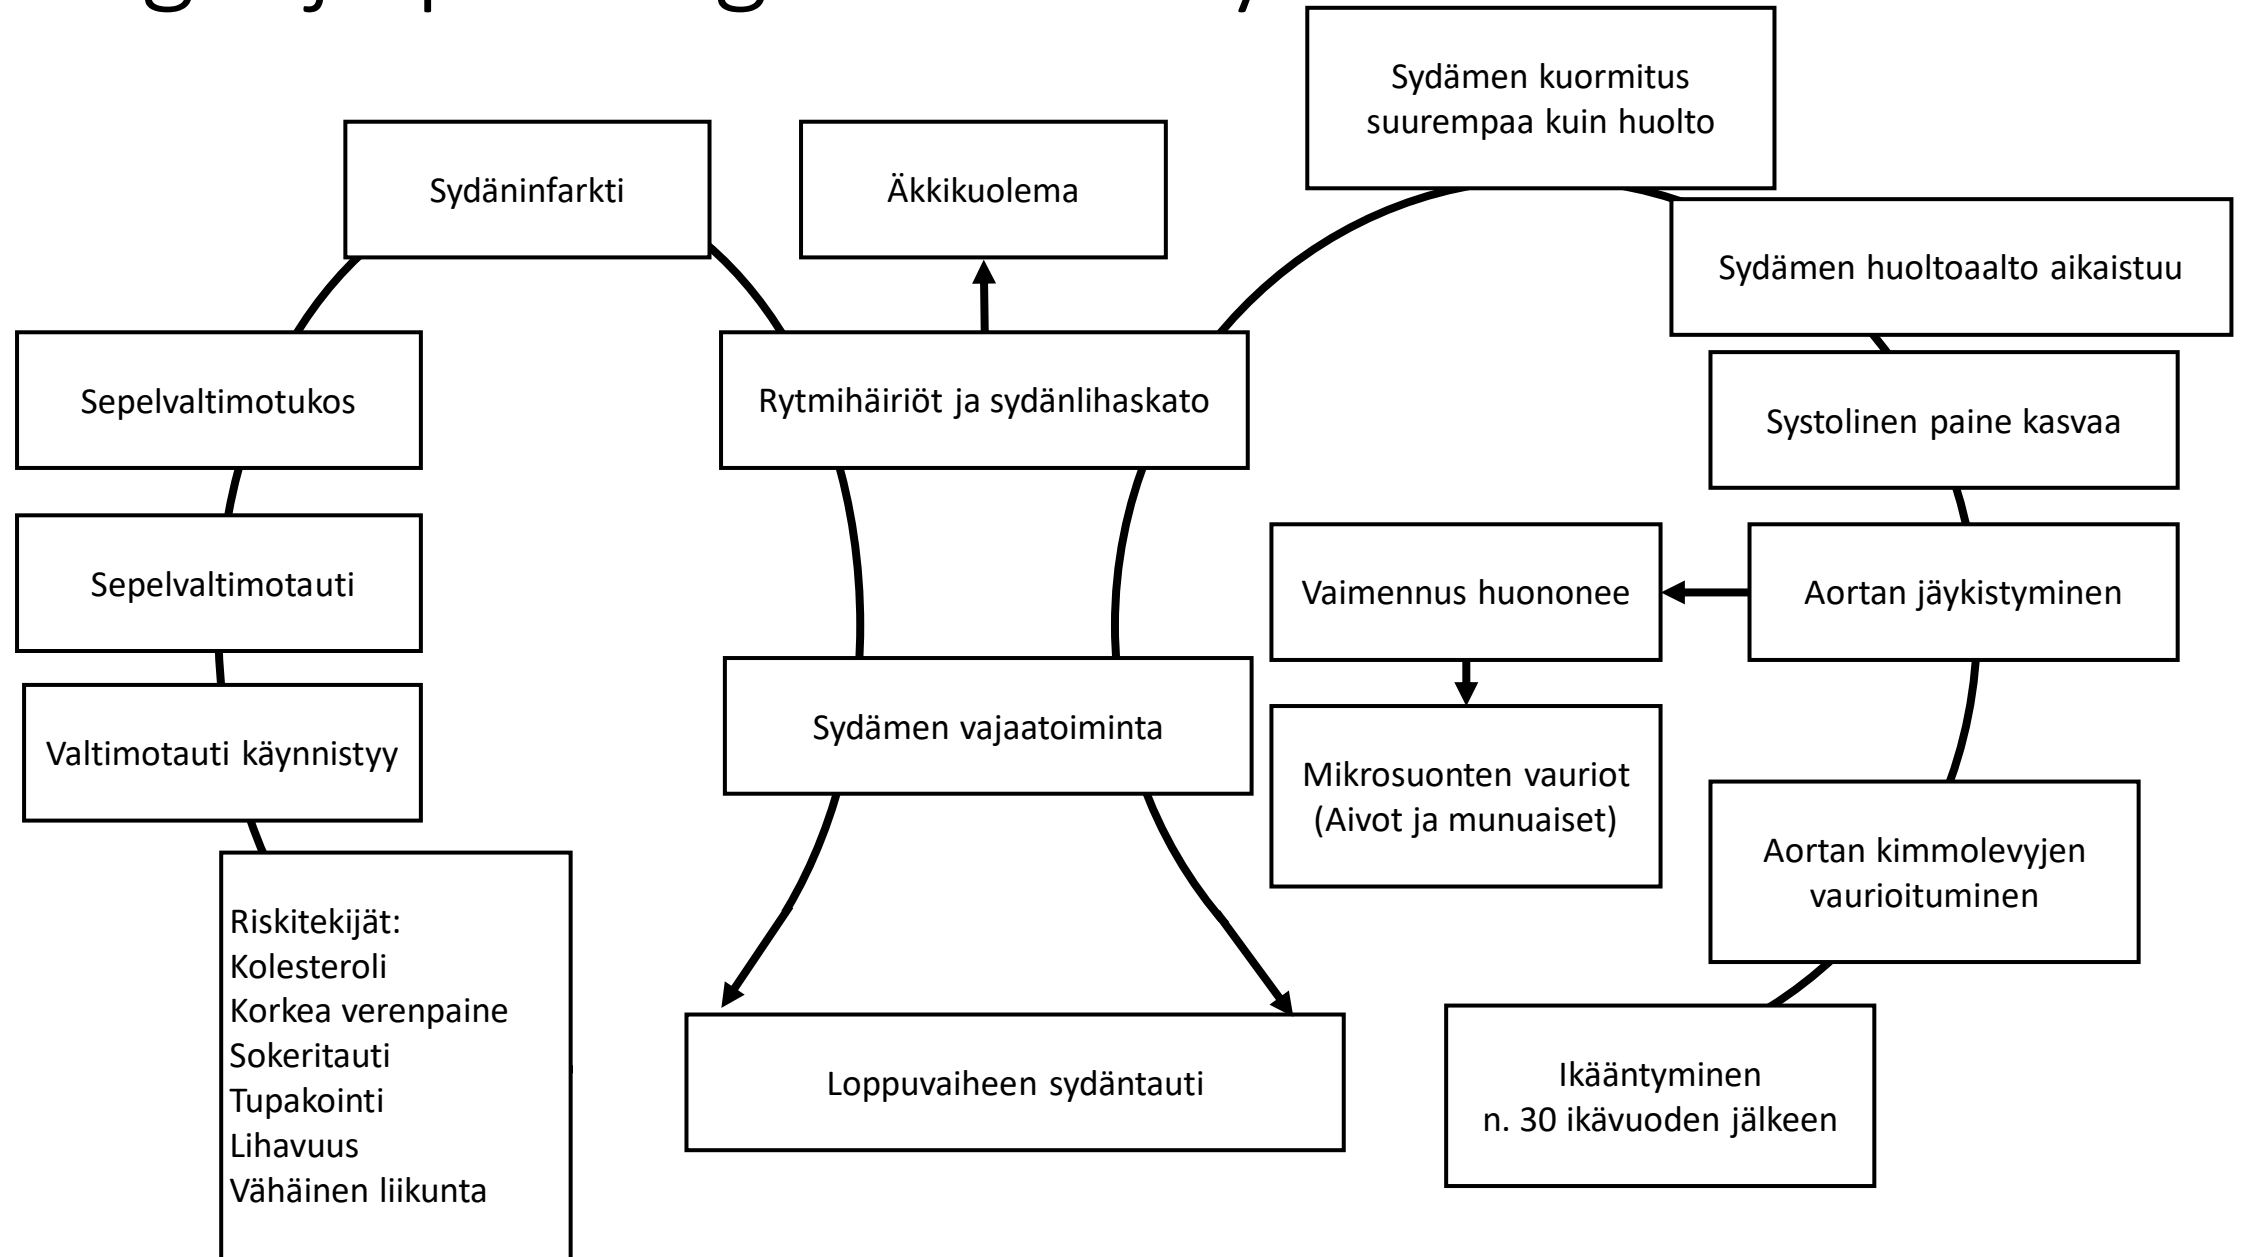 Sydämen kuormitus
suurempaa kuin huolto
Sydäninfarkti
Äkkikuolema
Sydämen huoltoaalto aikaistuu
Sepelvaltimotukos
Rytmihäiriöt ja sydänlihaskato
Systolinen paine kasvaa
Sepelvaltimotauti
Vaimennus huononee
Aortan jäykistyminen
Valtimotauti käynnistyy
Sydämen vajaatoiminta
Mikrosuonten vauriot
(Aivot ja munuaiset)
Aortan kimmolevyjen
vaurioituminen
Riskitekijät:
Kolesteroli
Korkea verenpaine
Sokeritauti
Tupakointi
Lihavuus
Vähäinen liikunta
Loppuvaiheen sydäntauti
Ikääntyminen
n. 30 ikävuoden jälkeen